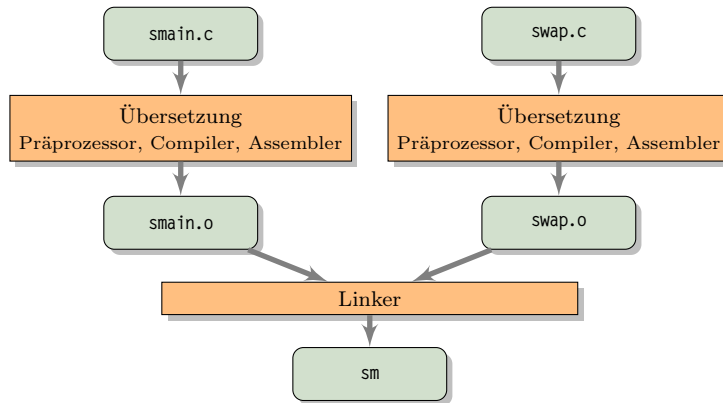 smain.c
swap.c
Übersetzung
Präprozessor, Compiler, Assembler
Übersetzung
Präprozessor, Compiler, Assembler
smain.o
swap.o
Linker
sm